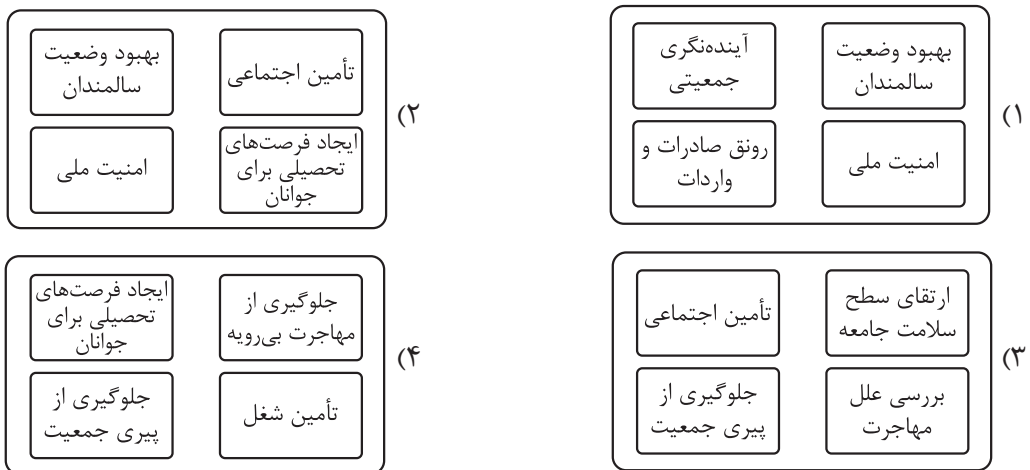 ۱)
بهبود وضعیت
سالمندان
آینده‌نگری
جمعیتی
امنیت ملی
رونق صادرات و
واردات
۲)
تأمین اجتماعی
بهبود وضعیت
سالمندان
ایجاد فرصت‌های
تحصیلی برای
جوانان
امنیت ملی
۳)
ارتقای سطح
سلامت جامعه
تأمین اجتماعی
بررسی علل
مهاجرت
جلوگیری از
پیری جمعیت
۴)
جلوگیری از
مهاجرت بی‌رویه
ایجاد فرصت‌های
تحصیلی برای
جوانان
تأمین شغل
جلوگیری از
پیری جمعیت